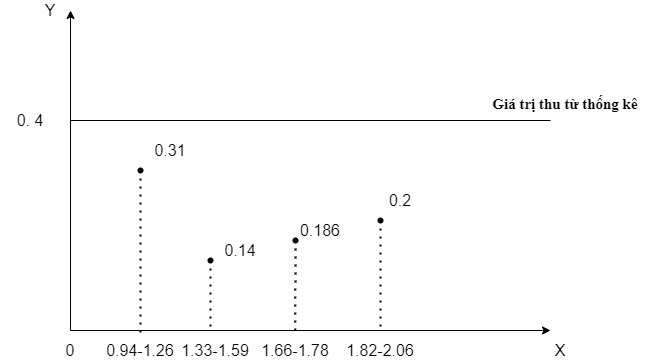 Y
Giá trị thu từ thống kê
0. 4
0.31
0.2
0.186
0.14
0 0.94-1.26 1.33-1.59 1.66-1.78 1.82-2.06 X